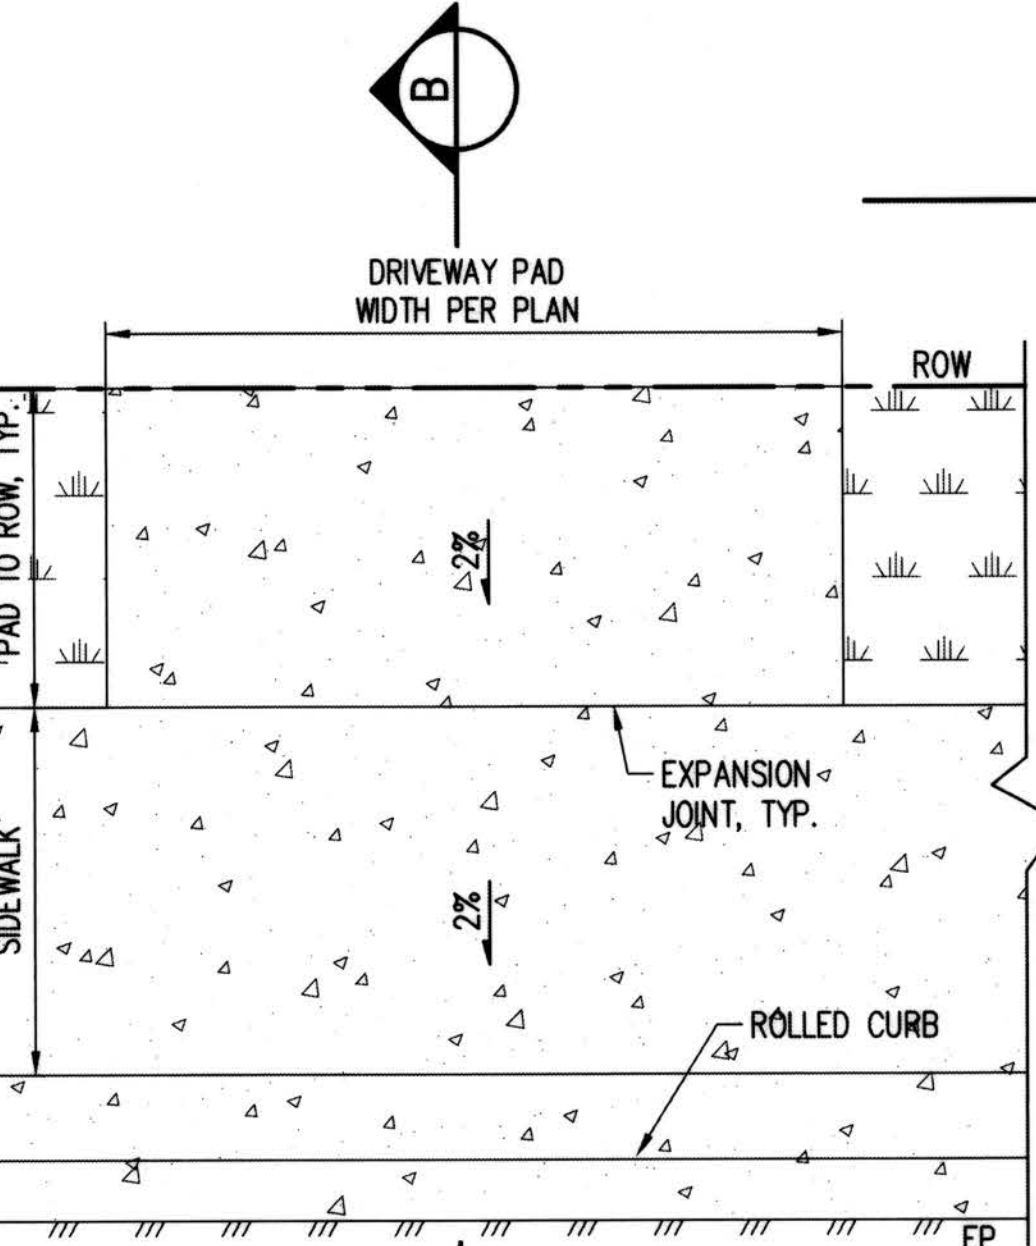 B
DRIVEWAY PAD
WIDTH PER PLAN
ROW
PAD TO ROW, TYP.
2%
EXPANSION
JOINT, TYP.
SIDEWALK
2%
ROLLED CURB
EP